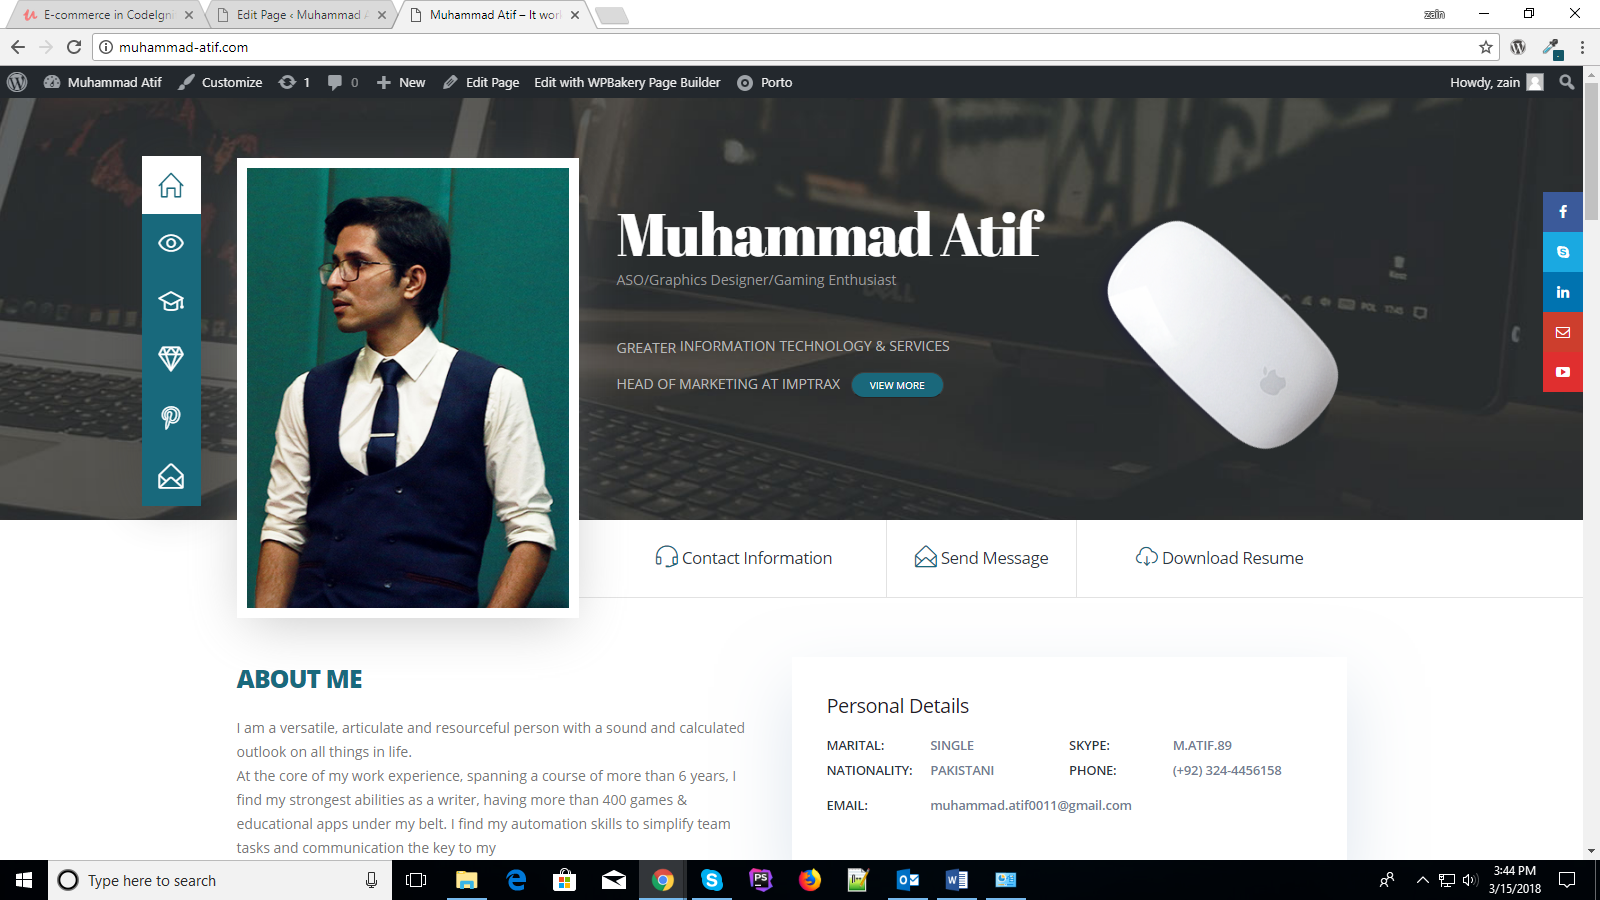 E-commerce in CodeIgn
Edit Page ‹ Muhammad A
Muhammad Atif – It wor
zain
muhammad-atif.com
Muhammad Atif
Customize
1
0
New
Edit Page
Edit with WPBakery Page Builder
Porto
Howdy, zain
Muhammad Atif
ASO/Graphics Designer/Gaming Enthusiast
GREATER INFORMATION TECHNOLOGY & SERVICES
HEAD OF MARKETING AT IMPTRAX VIEW MORE
DELL
POL 17:45
Contact Information
Send Message
Download Resume
ABOUT ME
I am a versatile, articulate and resourceful person with a sound and calculated
outlook on all things in life.
At the core of my work experience, spanning a course of more than 6 years, I
find my strongest abilities as a writer, having more than 400 games &
educational apps under my belt. I find my automation skills to simplify team
tasks and communication the key to my
Personal Details
MARITAL: SINGLE SKYPE: M.ATIF.89
NATIONALITY: PAKISTANI PHONE: (+92) 324-4456158
EMAIL: muhammad.atif0011@gmail.com
Type here to search
3:44 PM
3/15/2018